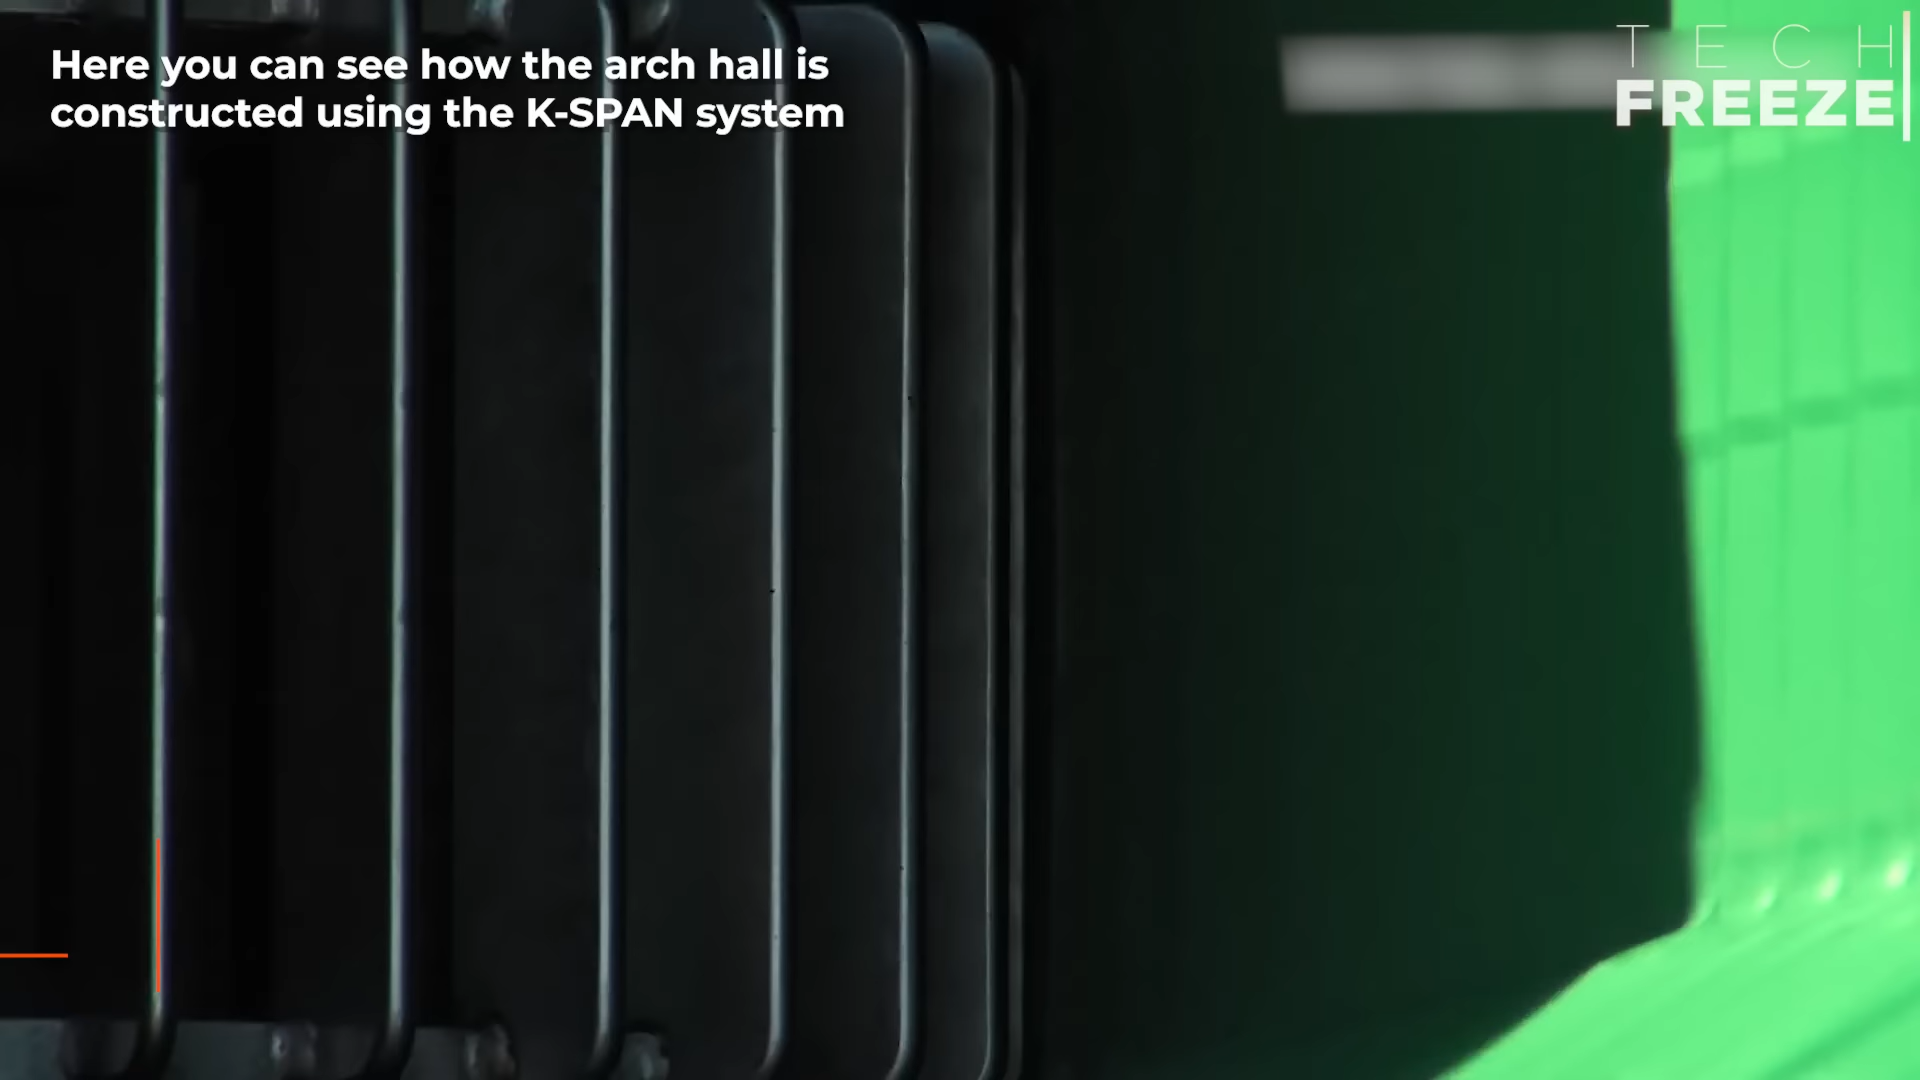 Here you can see how the arch hall is
constructed using the K-SPAN system
TECH
FREEZE